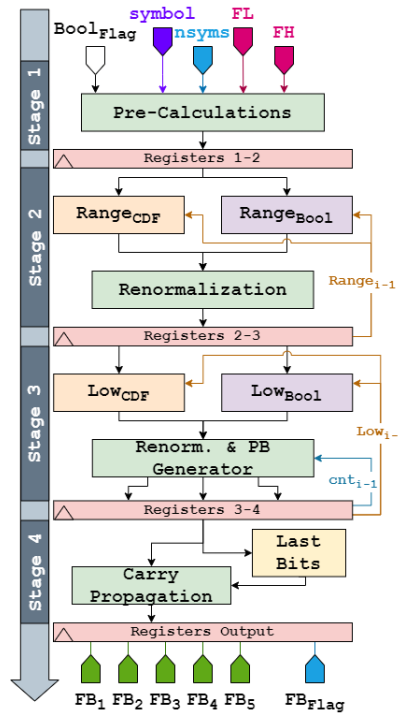 Bool_Flag
symbol
nsyms
FL
FH
Stage 1
Pre-Calculations
Registers 1-2
Stage 2
Range_CDF
Range_Bool
Range_i-1
Renormalization
Registers 2-3
Stage 3
Low_CDF
Low_Bool
Low_i-
Renorm. & PB
Generator
cnt_i-1
Registers 3-4
Stage 4
Last
Bits
Carry
Propagation
Registers Output
FB_1 FB_2 FB_3 FB_4 FB_5 FB_Flag